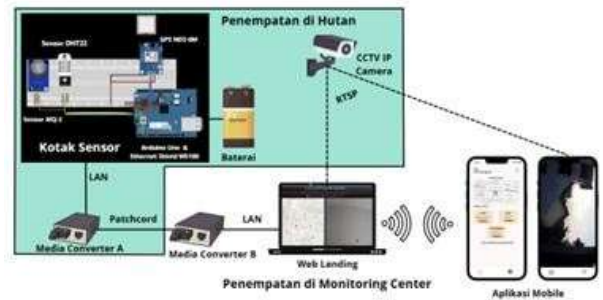 Penempatan di Hutan
GPS NEO 6M
Sensor DHT22
CCTV IP
Camera
RTSP
Sensor MQ-2
Kotak Sensor
Arduino Uno &
Ethernet Shield W5100
Baterai
LAN
Patchcord
LAN
Media Converter A
Media Converter B
Web Landing
Penempatan di Monitoring Center
Aplikasi Mobile